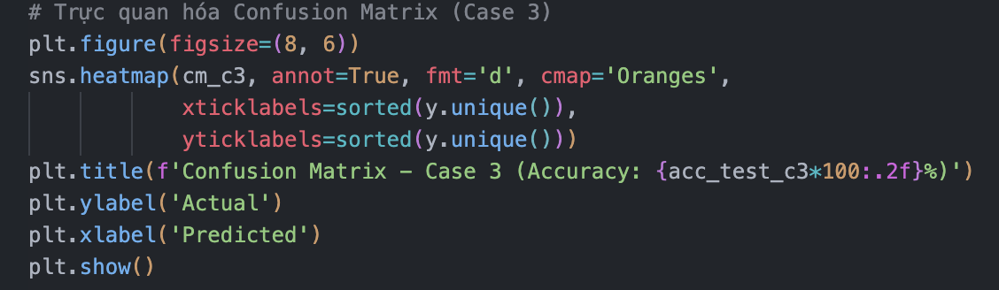 # Trực quan hóa Confusion Matrix (Case 3)
plt.figure(figsize=(8, 6))
sns.heatmap(cm_c3, annot=True, fmt='d', cmap='Oranges',
            xticklabels=sorted(y.unique()),
            yticklabels=sorted(y.unique()))
plt.title(f'Confusion Matrix - Case 3 (Accuracy: {acc_test_c3*100:.2f}%)')
plt.ylabel('Actual')
plt.xlabel('Predicted')
plt.show()